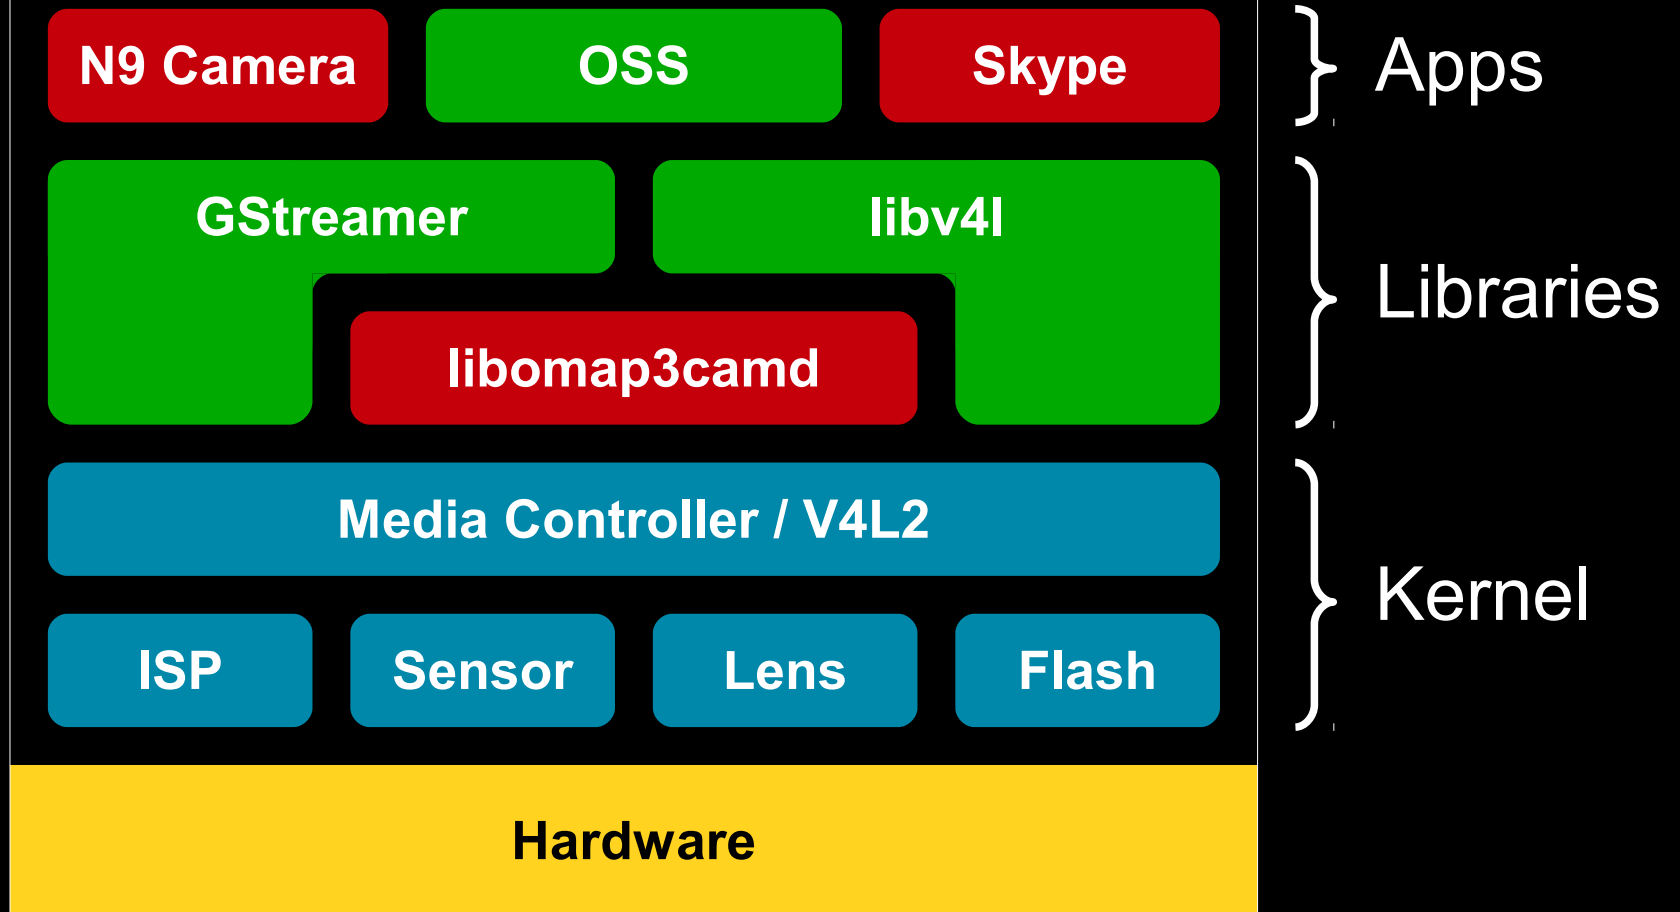 N9 Camera OSS Skype Apps
GStreamer libv4l
Libraries
libomap3camd
Media Controller / V4L2
Kernel
ISP Sensor Lens Flash
Hardware